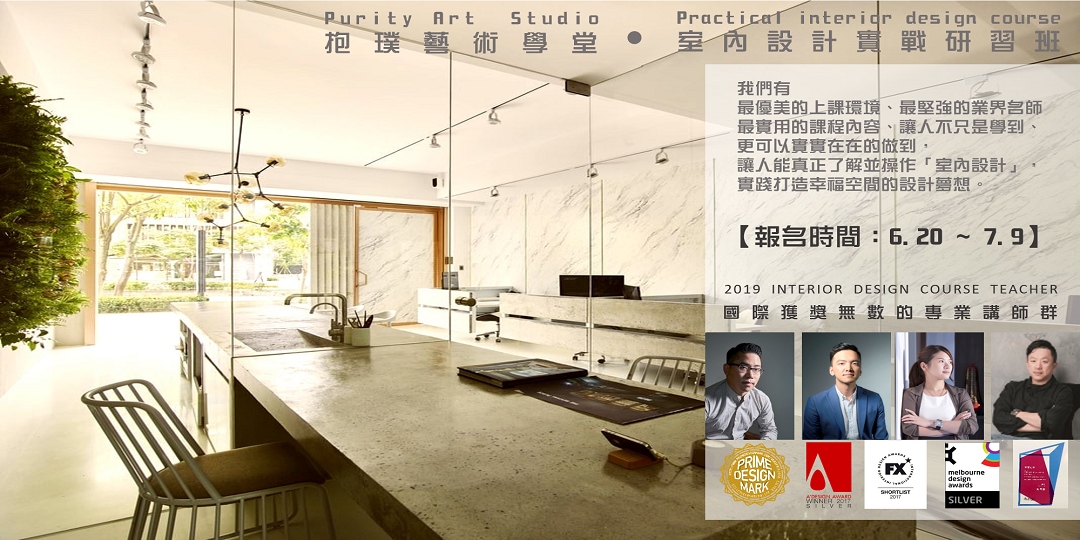 Purity Art Studio
抱璞藝術學堂
•
Practical interior design course
室內設計實戰研習班
我們有
最優美的上課環境、最堅強的業界名師
最實用的課程內容、讓人不只是學到、
更可以實實在在的做到，
讓人能真正了解並操作「室內設計」，
實踐打造幸福空間的設計夢想。
【報名時間：6.20 ~ 7.9】
2019 INTERIOR DESIGN COURSE TEACHER
國際獲獎無數的專業講師群
PRIME
DESIGN
MARK
A'DESIGN AWARD
WINNER 2017
SILVER
FX
SHORTLIST
2017
melbourne
design
awards
SILVER